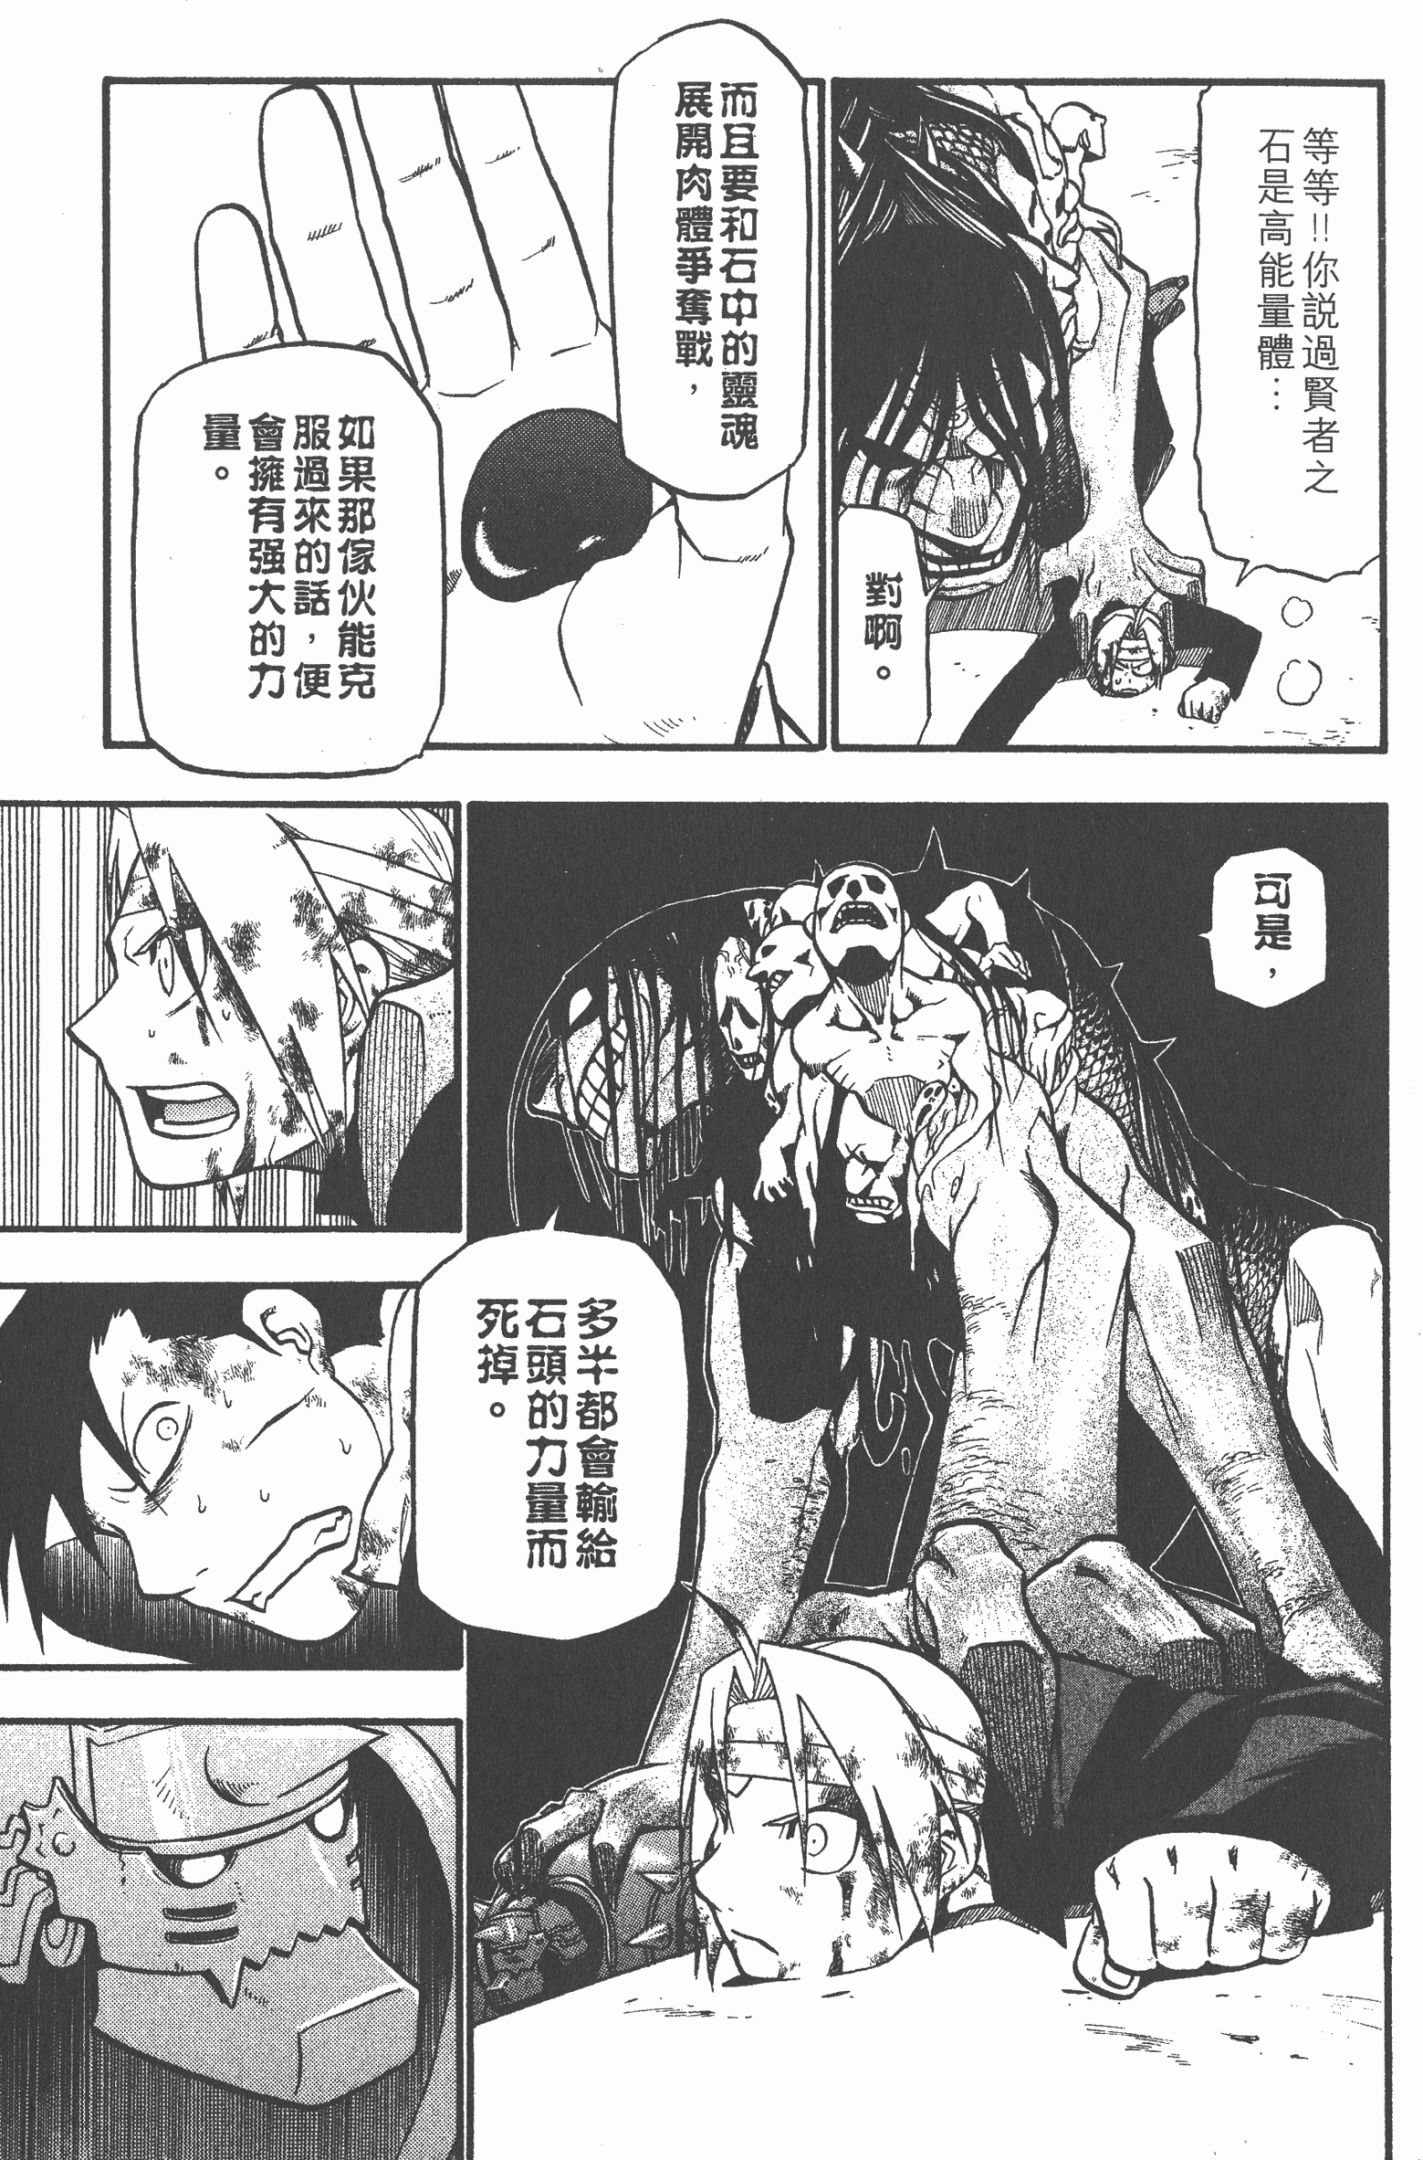 等等!!你說過賢者之
石是高能量體…
對啊。
而且要和石中的靈魂
展開肉體爭奪戰，
如果那傢伙能克
服過來的話，便
會擁有强大的力
量。
可是，
多半都會輸給
石頭的力量而
死掉。